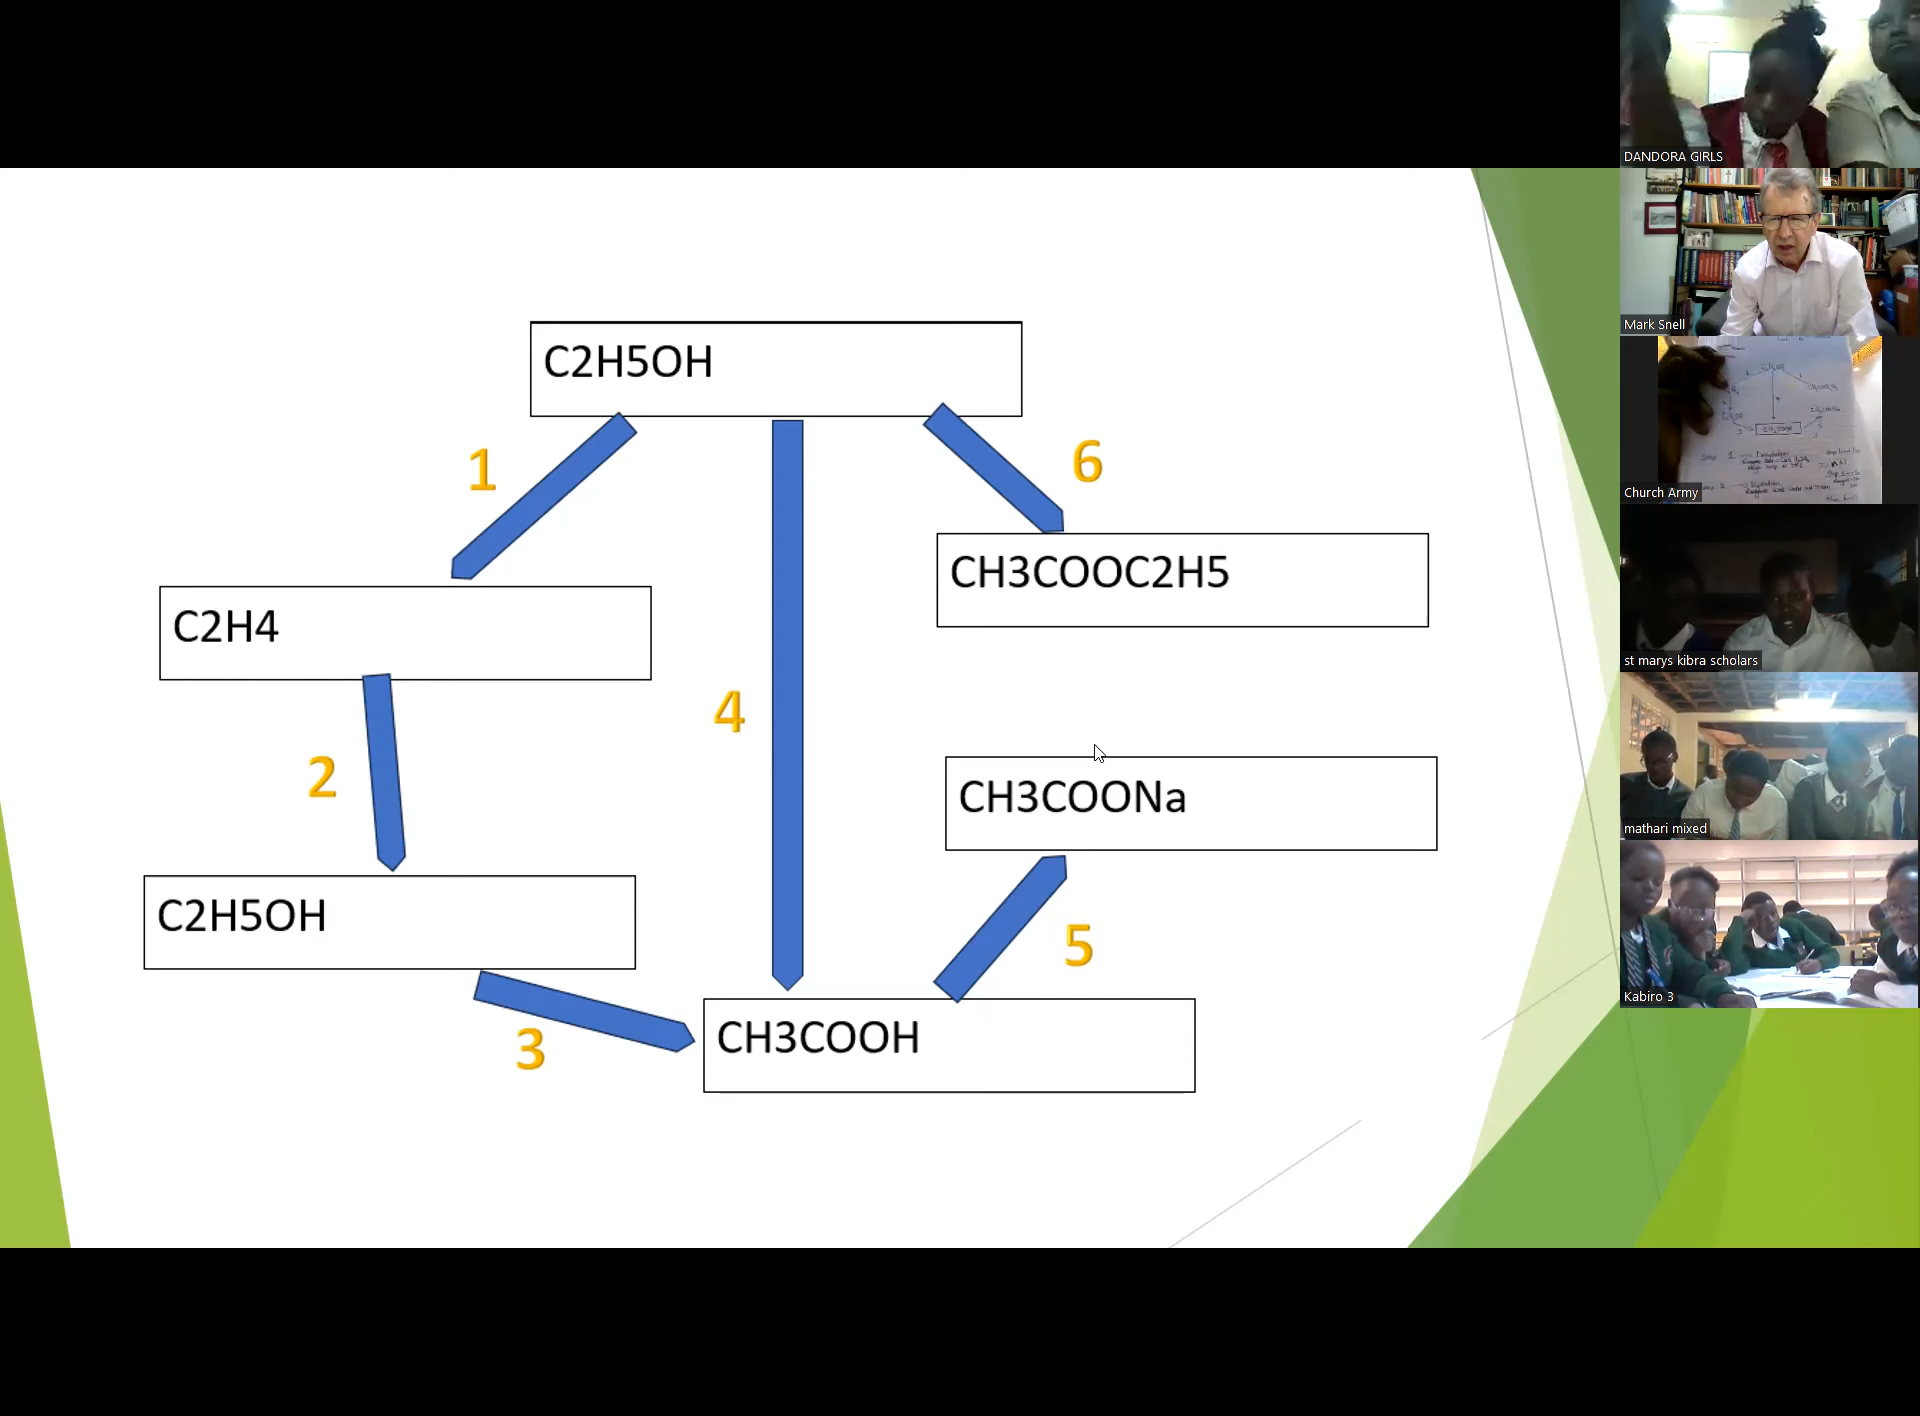 C2H5OH
1
6
CH3COOC2H5
C2H4
4
2
CH3COONa
C2H5OH
5
3
CH3COOH
DANDORA GIRLS
Mark Snell
Church Army
st marys kibra scholars
mathari mixed
Kabiro 3